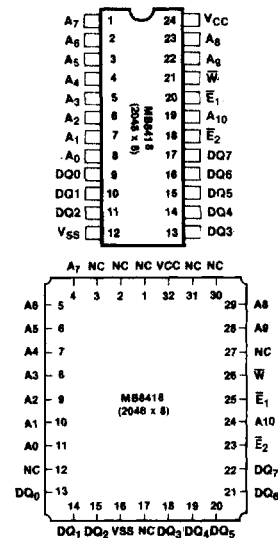 A7 1 24 VCC
A6 2 23 A8
A5 3 22 A9
A4 4 21 W̅
A3 5 20 E̅1
A2 6 19 A10
A1 7 18 E̅2
A0 8 17 DQ7
DQ0 9 16 DQ6
DQ1 10 15 DQ5
DQ2 11 14 DQ4
VSS 12 13 DQ3
MB8418
(2048 x 8)
A7 NC NC NC VCC NC NC
4 3 2 1 32 31 30
A6 5 29 A8
A5 6 28 A9
A4 7 27 NC
A3 8 26 W̅
A2 9 25 E̅1
A1 10 24 A10
A0 11 23 E̅2
NC 12 22 DQ7
DQ0 13 21 DQ6
MB8418
(2048 x 8)
14 15 16 17 18 19 20
DQ1 DQ2 VSS NC DQ3 DQ4 DQ5